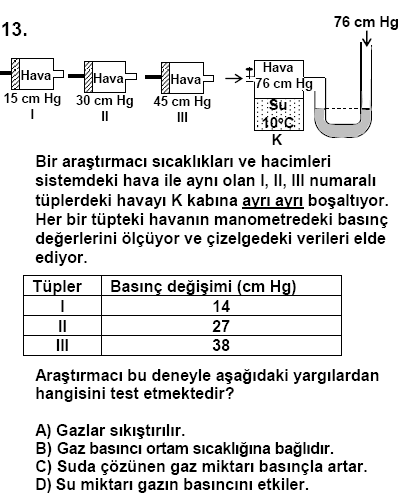 76 cm Hg
13.
Hava Hava Hava Hava
76 cm Hg
15 cm Hg 30 cm Hg 45 cm Hg Su
I II III 10°C
K
Bir araştırmacı sıcaklıkları ve hacimleri
sistemdeki hava ile aynı olan I, II, III numaralı
tüplerdeki havayı K kabına ayrı ayrı boşaltıyor.
Her bir tüpteki havanın manometredeki basınç
değerlerini ölçüyor ve çizelgedeki verileri elde
ediyor.
Tüpler Basınç değişimi (cm Hg)
I 14
II 27
III 38
Araştırmacı bu deneyle aşağıdaki yargılardan
hangisini test etmektedir?
A) Gazlar sıkıştırılır.
B) Gaz basıncı ortam sıcaklığına bağlıdır.
C) Suda çözünen gaz miktarı basınçla artar.
D) Su miktarı gazın basıncını etkiler.